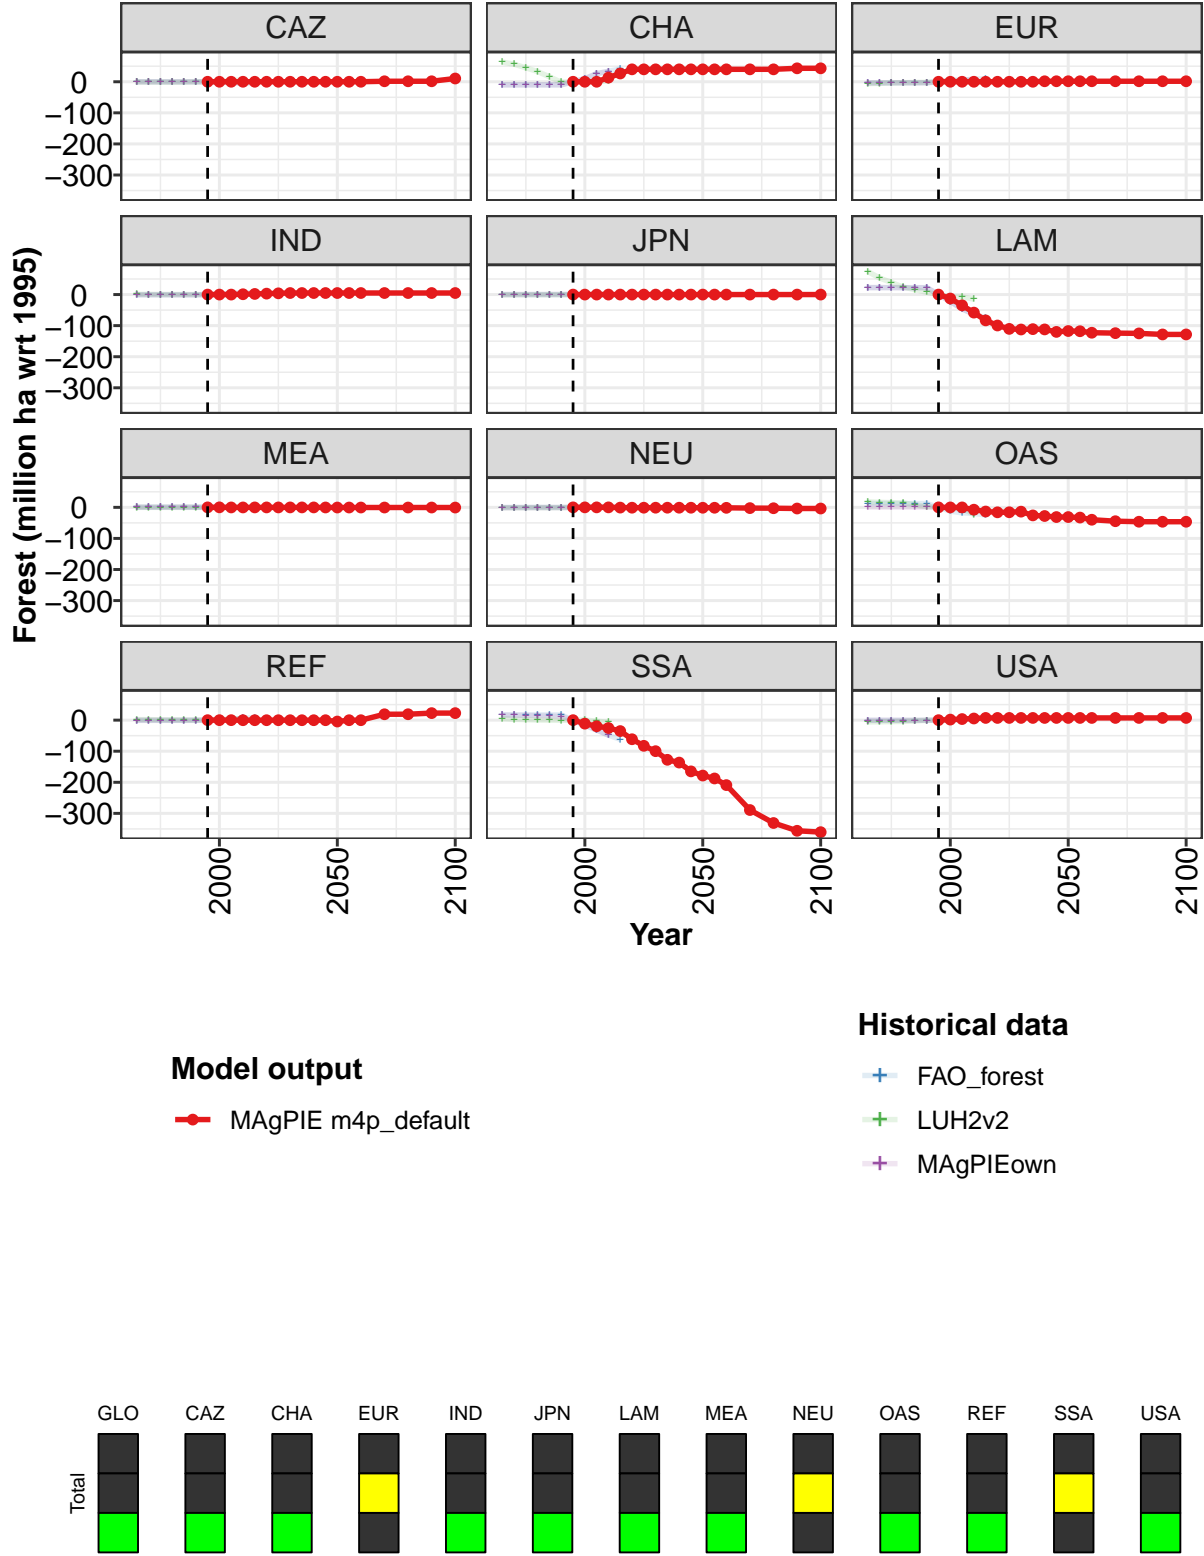 CAZ CHA EUR
0
−100
−200
−300
IND JPN LAM
0
−100
−200
−300
MEA NEU OAS
0
−100
−200
−300
REF SSA USA
0
−100
−200
−300
Forest (million ha wrt 1995)
2000 2050 2100 2000 2050 2100 2000 2050 2100
Year
Model output
MAgPIE m4p_default
Historical data
FAO_forest
LUH2v2
MAgPIEown
GLO CAZ CHA EUR IND JPN LAM MEA NEU OAS REF SSA USA
Total